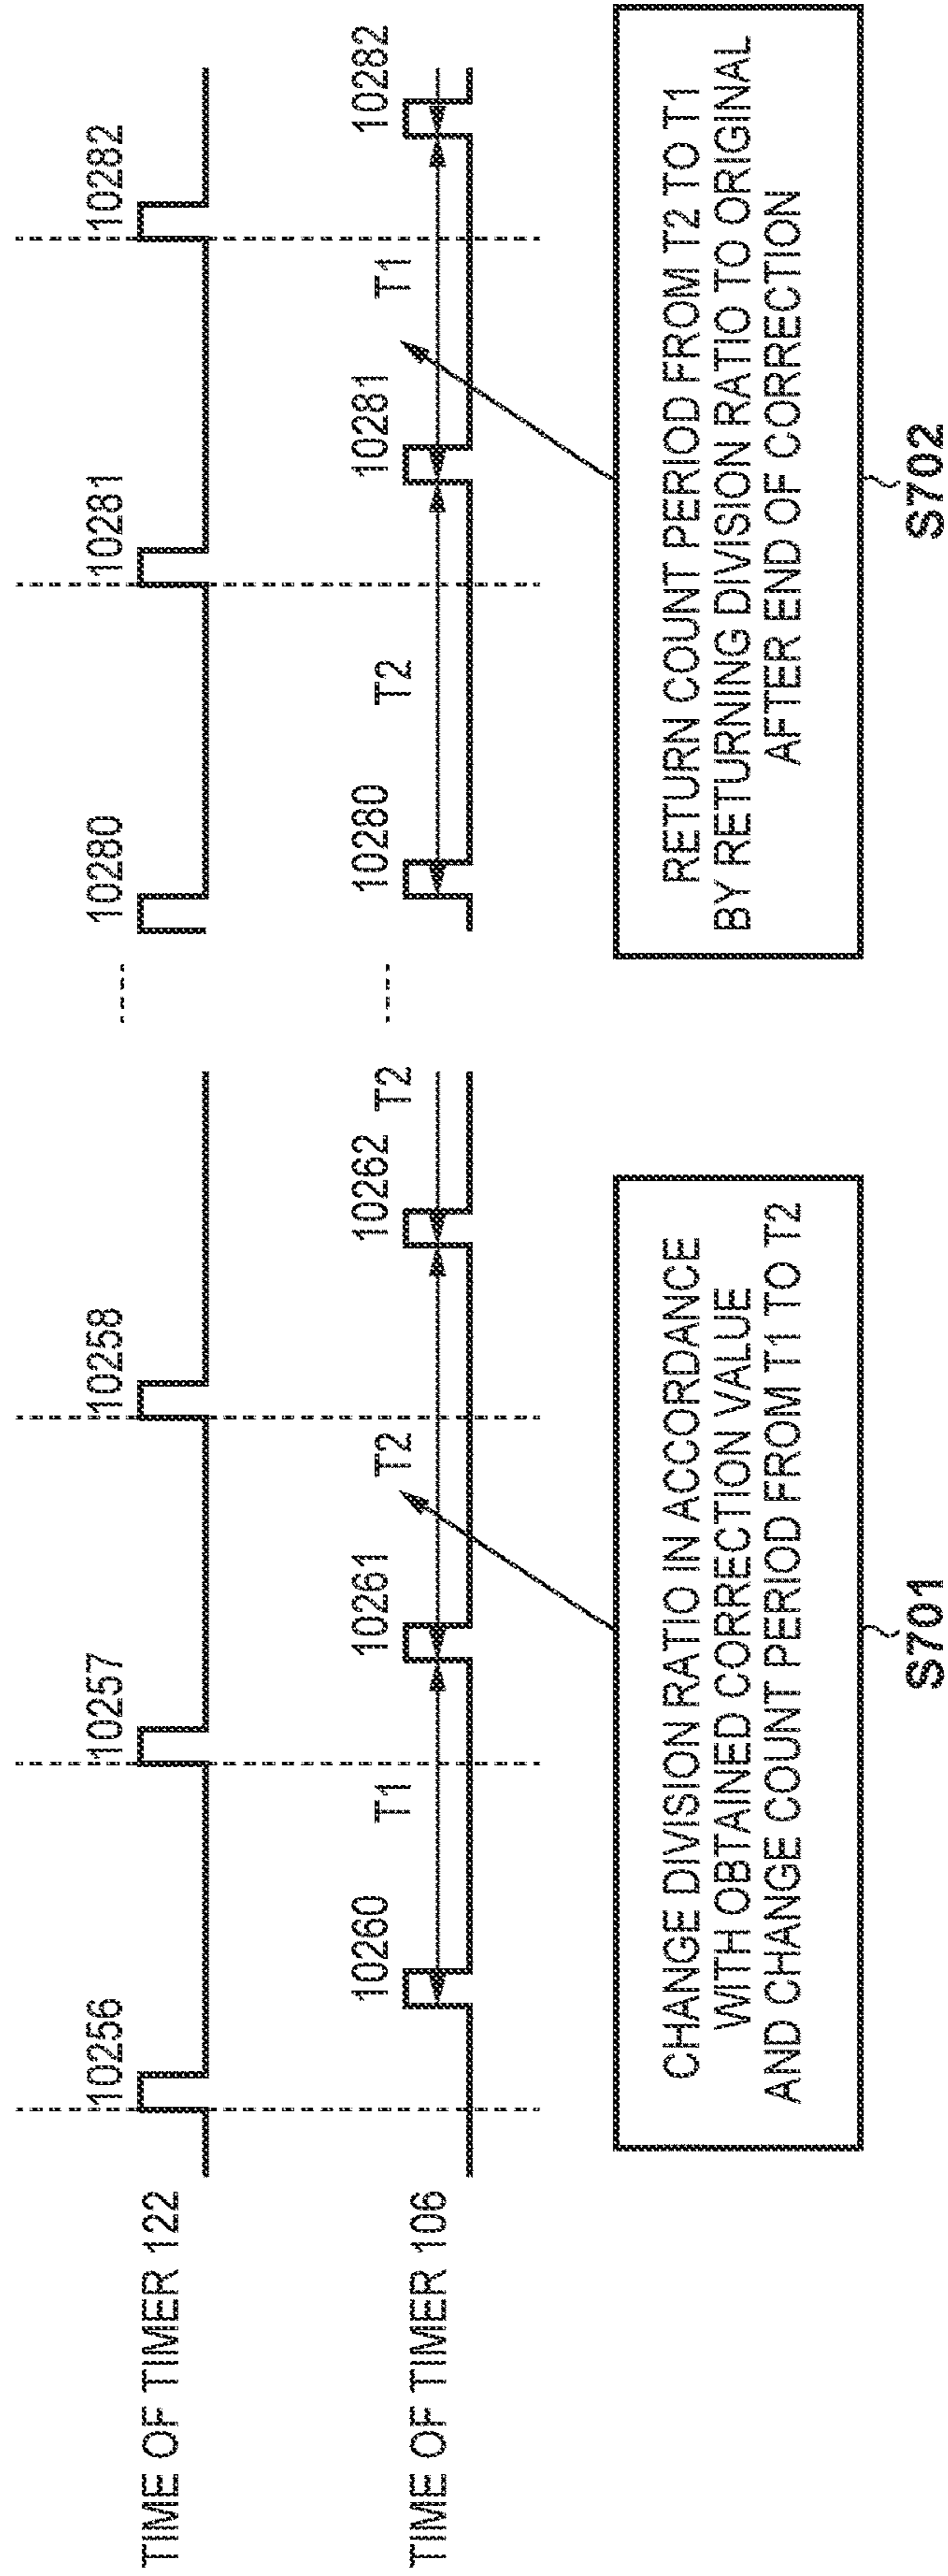 TIME OF TIMER 122
10256
10257
10258
10280
10281
10282
TIME OF TIMER 106
10260
T1
10261
T2
10262
T2
10280
T2
10281
T1
10282
CHANGE DIVISION RATIO IN ACCORDANCE
WITH OBTAINED CORRECTION VALUE
AND CHANGE COUNT PERIOD FROM T1 TO T2
S701
RETURN COUNT PERIOD FROM T2 TO T1
BY RETURNING DIVISION RATIO TO ORIGINAL
AFTER END OF CORRECTION
S702